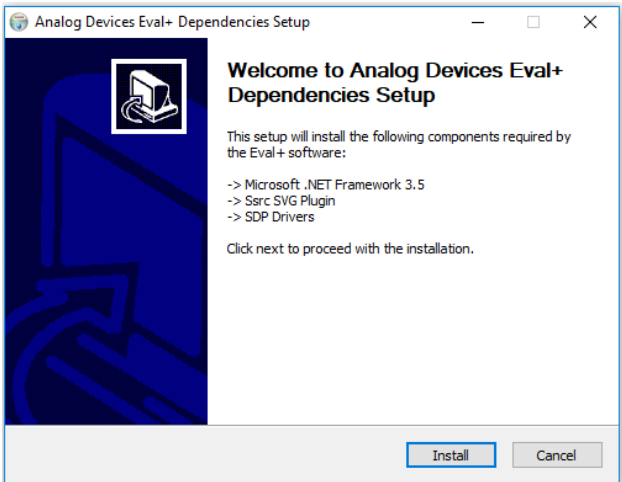 Analog Devices Eval+ Dependencies Setup
Welcome to Analog Devices Eval+
Dependencies Setup
This setup will install the following components required by
the Eval+ software:
-> Microsoft .NET Framework 3.5
-> Ssrc SVG Plugin
-> SDP Drivers
Click next to proceed with the installation.
Install
Cancel